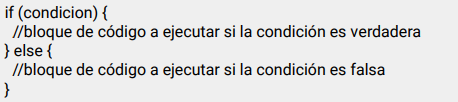 if (condicion) {
//bloque de código a ejecutar si la condición es verdadera
} else {
//bloque de código a ejecutar si la condición es falsa
}